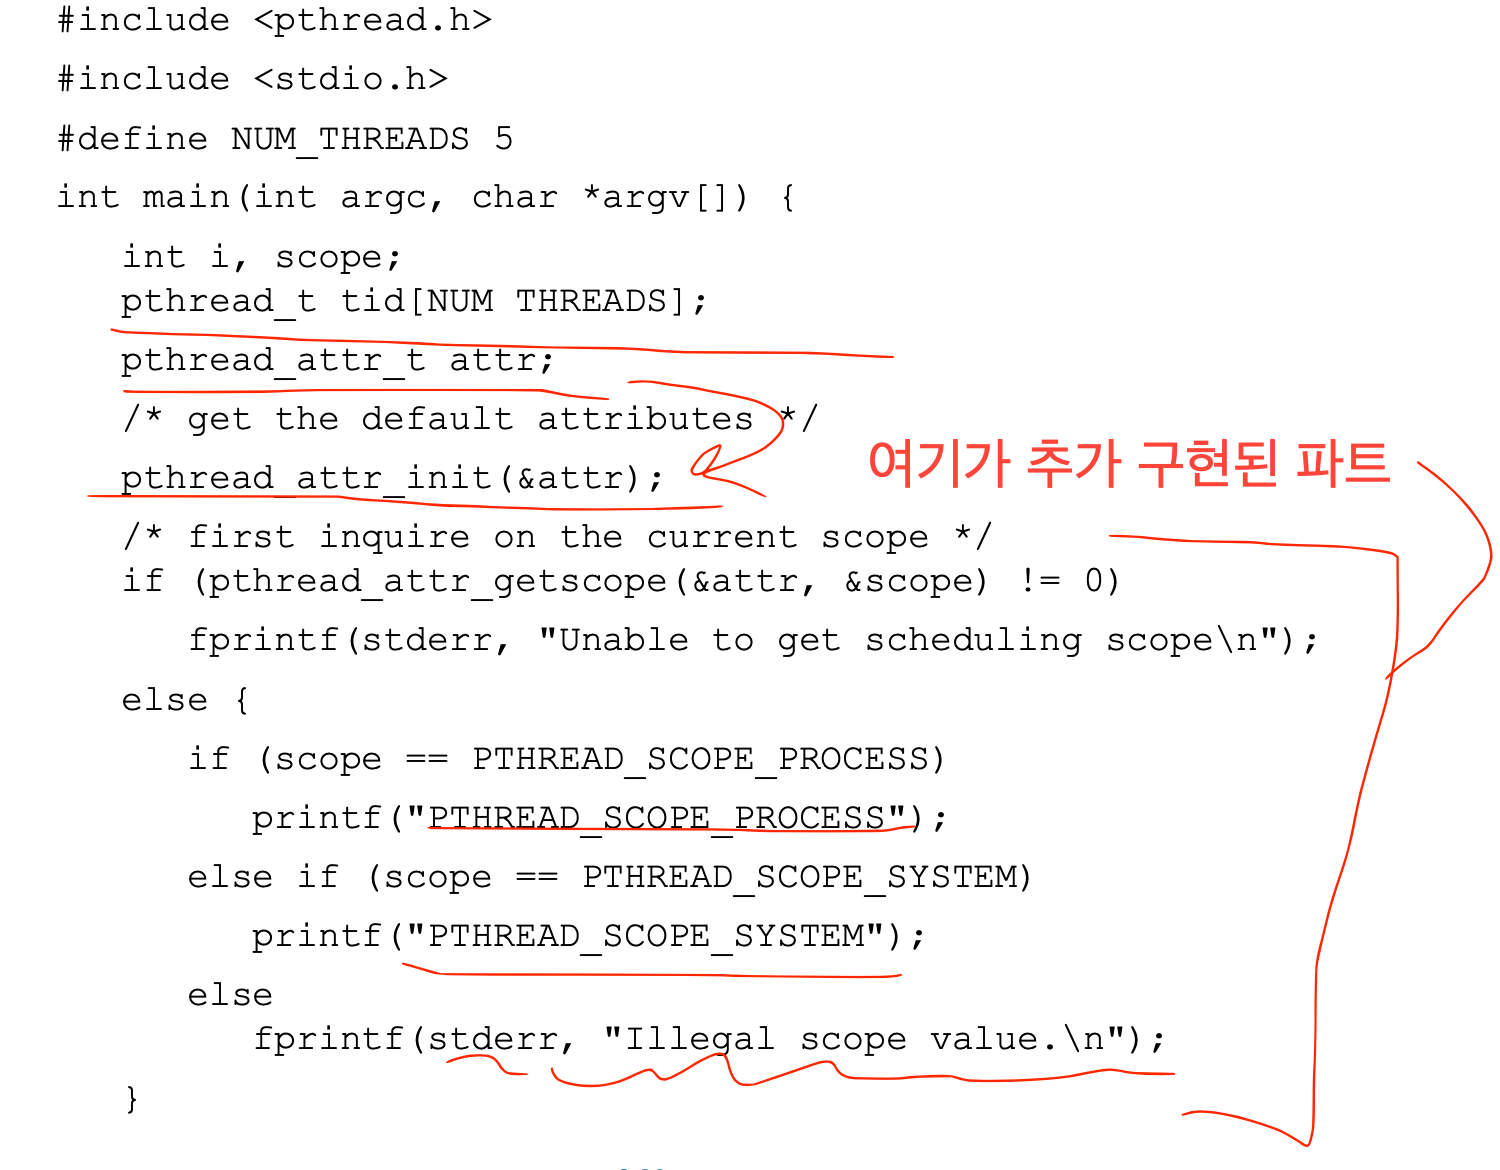 #include <pthread.h>
#include <stdio.h>
#define NUM_THREADS 5
int main(int argc, char *argv[]) {
int i, scope;
pthread_t tid[NUM THREADS];
pthread_attr_t attr;
/* get the default attributes */
pthread_attr_init(&attr);
여기가 추가 구현된 파트
/* first inquire on the current scope */
if (pthread_attr_getscope(&attr, &scope) != 0)
fprintf(stderr, "Unable to get scheduling scope\n");
else {
if (scope == PTHREAD_SCOPE_PROCESS)
printf("PTHREAD_SCOPE_PROCESS");
else if (scope == PTHREAD_SCOPE_SYSTEM)
printf("PTHREAD_SCOPE_SYSTEM");
else
fprintf(stderr, "Illegal scope value.\n");
}